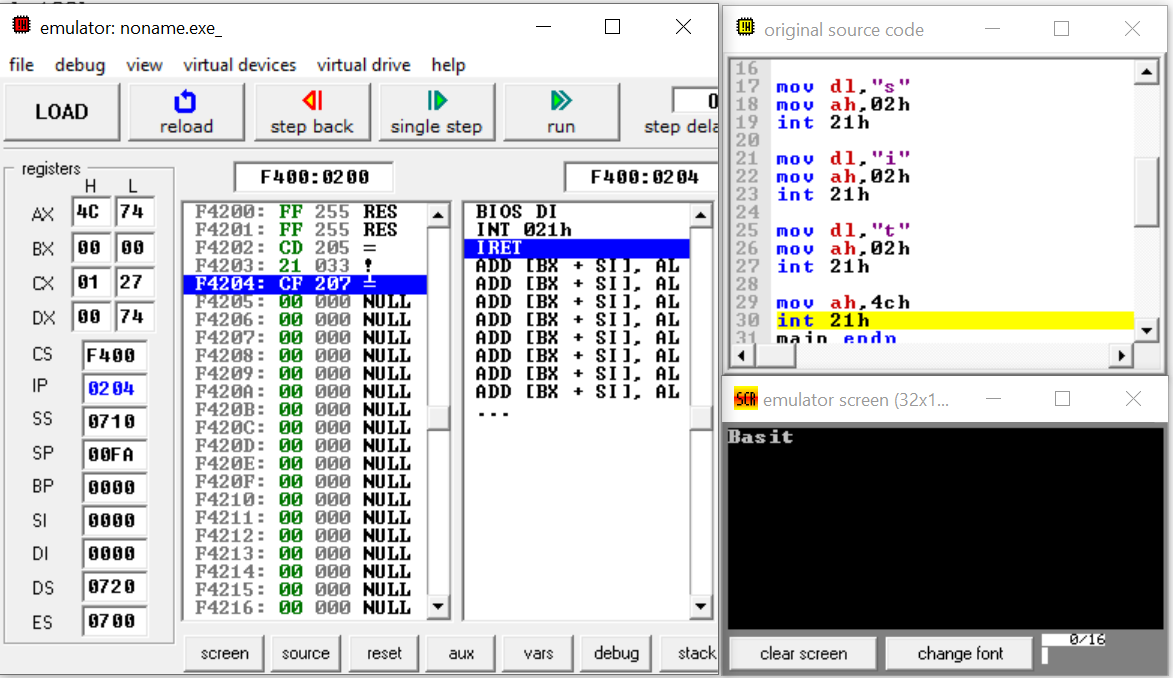 emulator: noname.exe_
file debug view virtual devices virtual drive help
LOAD reload step back single step run step dela
0
registers
H L
F400:0200 F400:0204
AX 4C 74
BX 00 00
CX 01 27
DX 00 74
CS F400
IP 0204
SS 0710
SP 00FA
BP 0000
SI 0000
DI 0000
DS 0720
ES 0700
F4200: FF 255 RES
F4201: FF 255 RES
F4202: CD 205 =
F4203: 21 033 !
F4204: CF 207 ╧
F4205: 00 000 NULL
F4206: 00 000 NULL
F4207: 00 000 NULL
F4208: 00 000 NULL
F4209: 00 000 NULL
F420A: 00 000 NULL
F420B: 00 000 NULL
F420C: 00 000 NULL
F420D: 00 000 NULL
F420E: 00 000 NULL
F420F: 00 000 NULL
F4210: 00 000 NULL
F4211: 00 000 NULL
F4212: 00 000 NULL
F4213: 00 000 NULL
F4214: 00 000 NULL
F4215: 00 000 NULL
F4216: 00 000 NULL
BIOS DI
INT 021h
IRET
ADD [BX + SI], AL
ADD [BX + SI], AL
ADD [BX + SI], AL
ADD [BX + SI], AL
ADD [BX + SI], AL
ADD [BX + SI], AL
ADD [BX + SI], AL
ADD [BX + SI], AL
...
screen source reset aux vars debug stack
original source code
16
17 mov dl,"s"
18 mov ah,02h
19 int 21h
20
21 mov dl,"i"
22 mov ah,02h
23 int 21h
24
25 mov dl,"t"
26 mov ah,02h
27 int 21h
28
29 mov ah,4ch
30 int 21h
31 main endp
SCR emulator screen (32x1...
Basit
clear screen change font 0/16